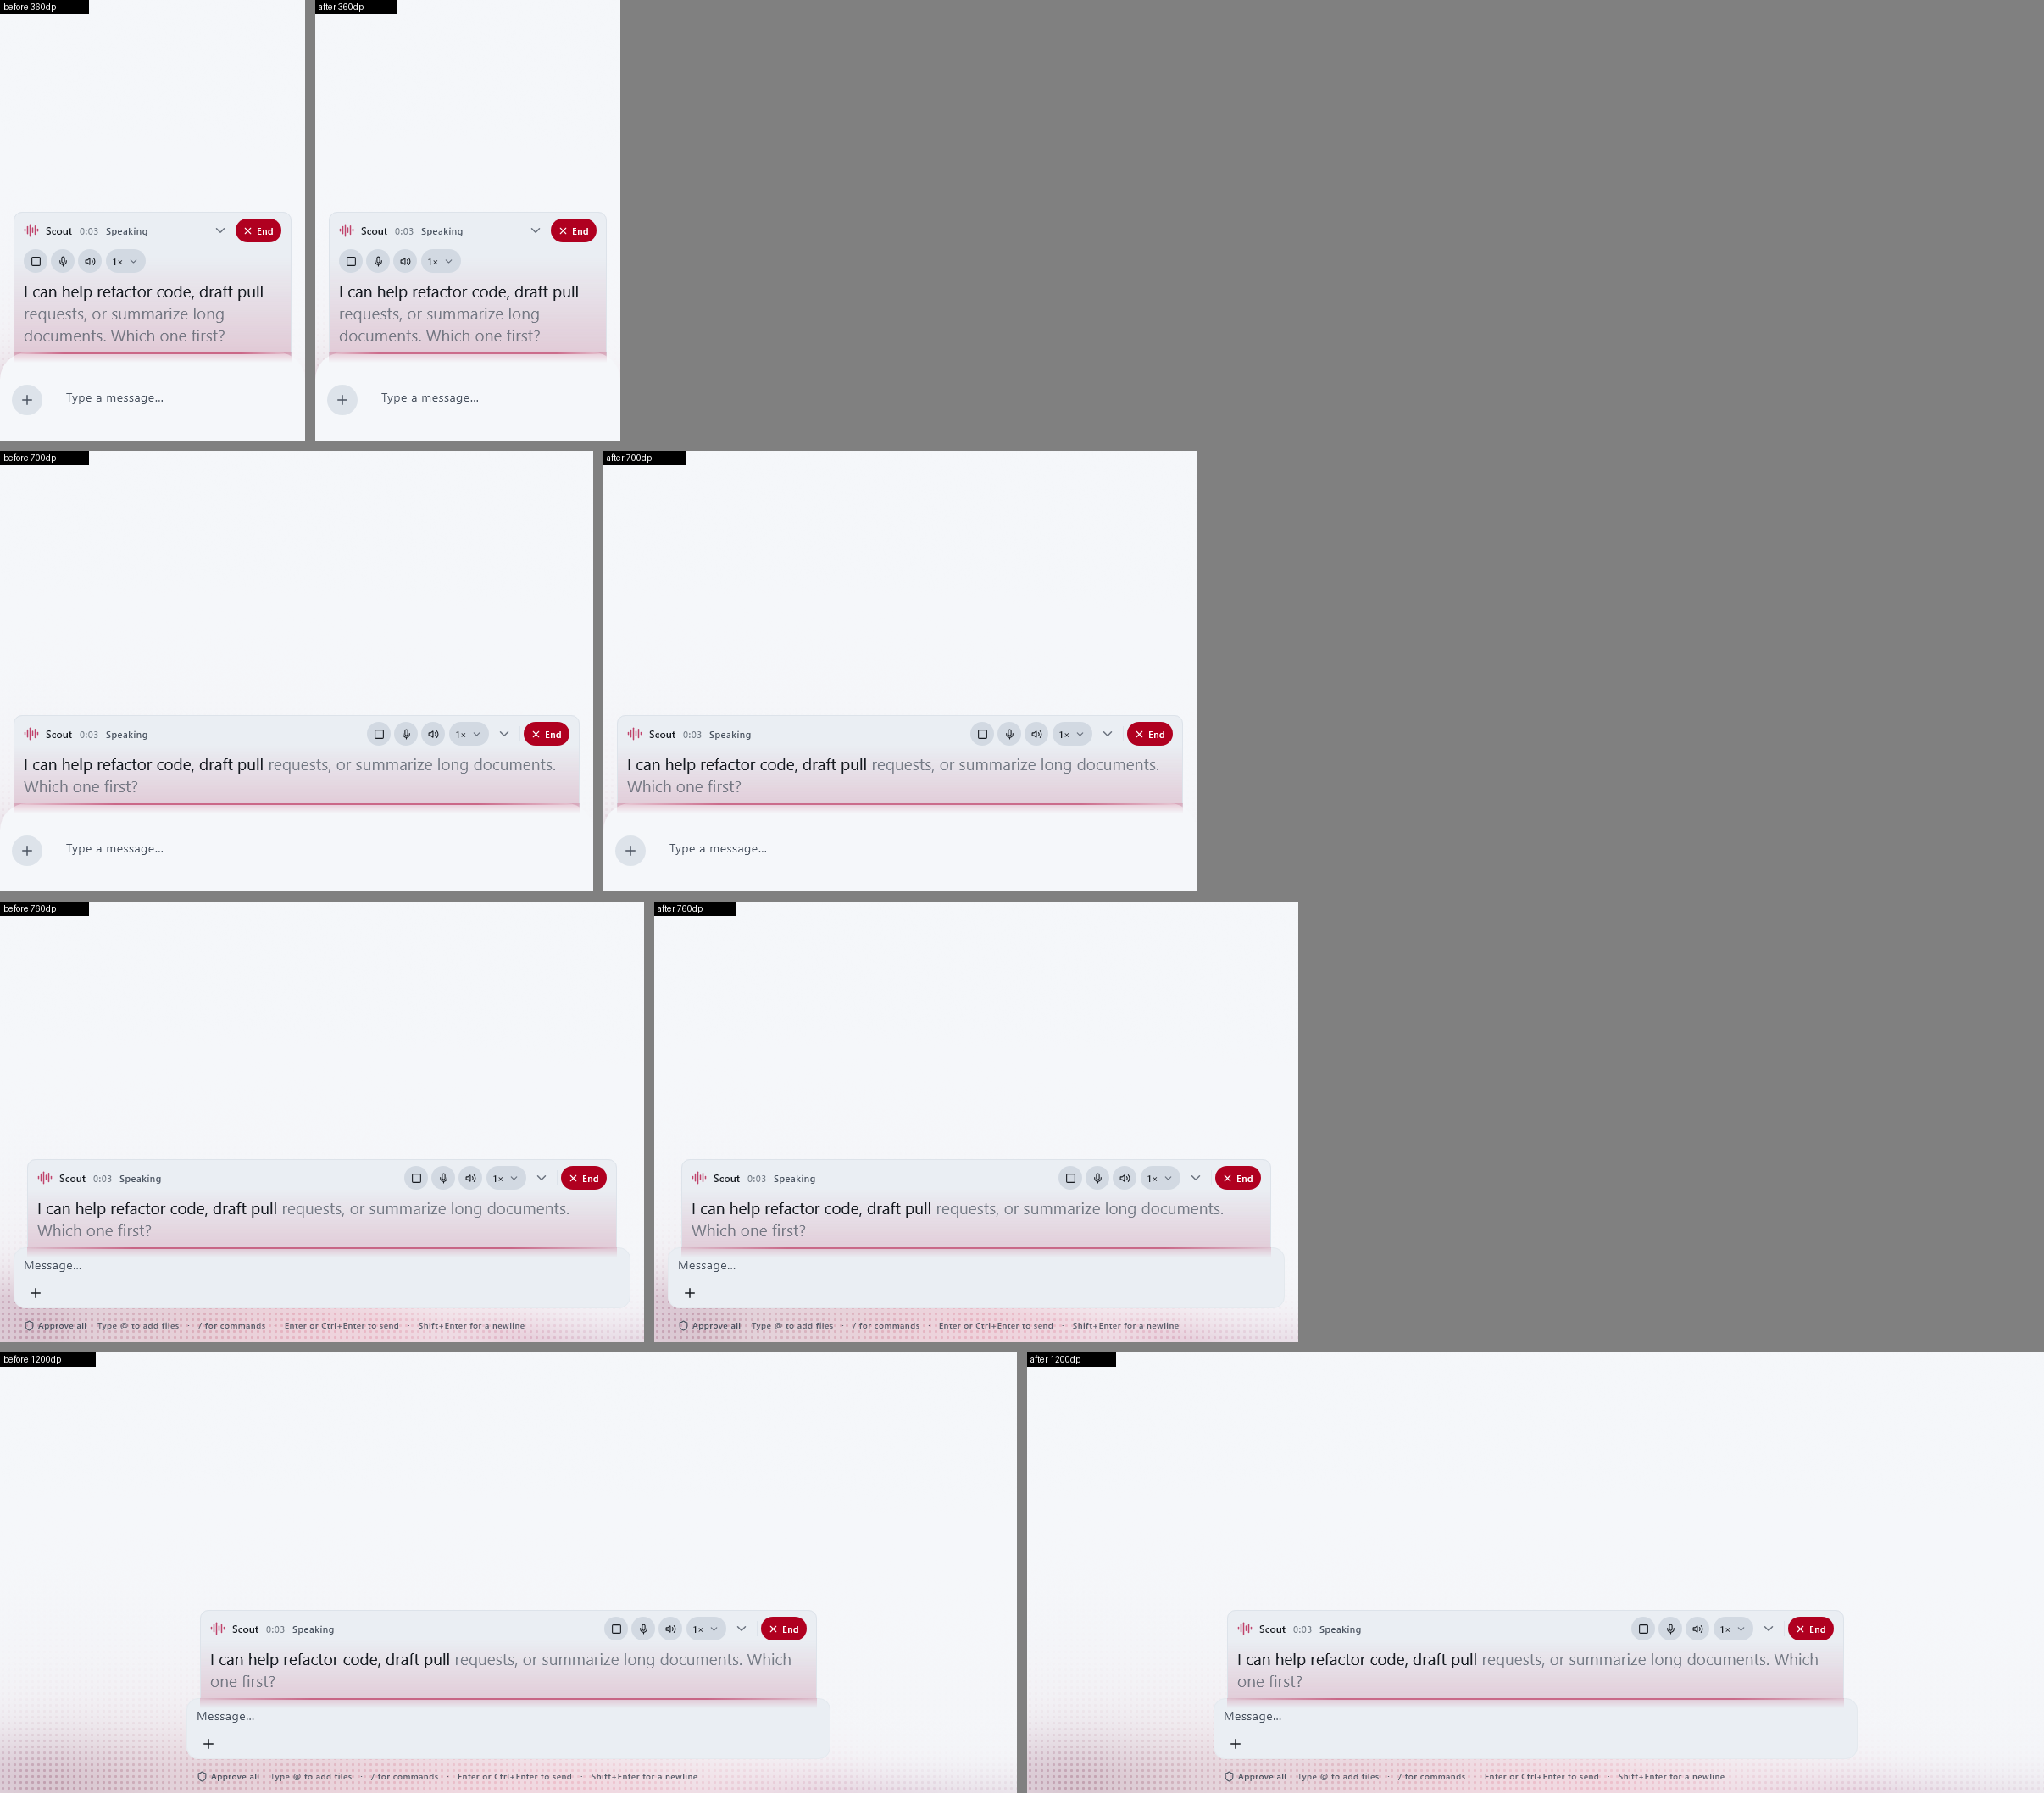 before 360dp
after 360dp
Scout 0:03 Speaking End
1×
I can help refactor code, draft pull
requests, or summarize long
documents. Which one first?
Type a message...
Scout 0:03 Speaking End
1×
I can help refactor code, draft pull
requests, or summarize long
documents. Which one first?
Type a message...
before 700dp
after 700dp
Scout 0:03 Speaking 1× End
I can help refactor code, draft pull requests, or summarize long documents.
Which one first?
Type a message...
Scout 0:03 Speaking 1× End
I can help refactor code, draft pull requests, or summarize long documents.
Which one first?
Type a message...
before 760dp
after 760dp
Scout 0:03 Speaking 1× End
I can help refactor code, draft pull requests, or summarize long documents.
Which one first?
Message...
Approve all Type @ to add files · / for commands · Enter or Ctrl+Enter to send · Shift+Enter for a newline
Scout 0:03 Speaking 1× End
I can help refactor code, draft pull requests, or summarize long documents.
Which one first?
Message...
Approve all Type @ to add files · / for commands · Enter or Ctrl+Enter to send · Shift+Enter for a newline
before 1200dp
after 1200dp
Scout 0:03 Speaking 1× End
I can help refactor code, draft pull requests, or summarize long documents. Which
one first?
Message...
Approve all Type @ to add files · / for commands · Enter or Ctrl+Enter to send · Shift+Enter for a newline
Scout 0:03 Speaking 1× End
I can help refactor code, draft pull requests, or summarize long documents. Which
one first?
Message...
Approve all Type @ to add files · / for commands · Enter or Ctrl+Enter to send · Shift+Enter for a newline